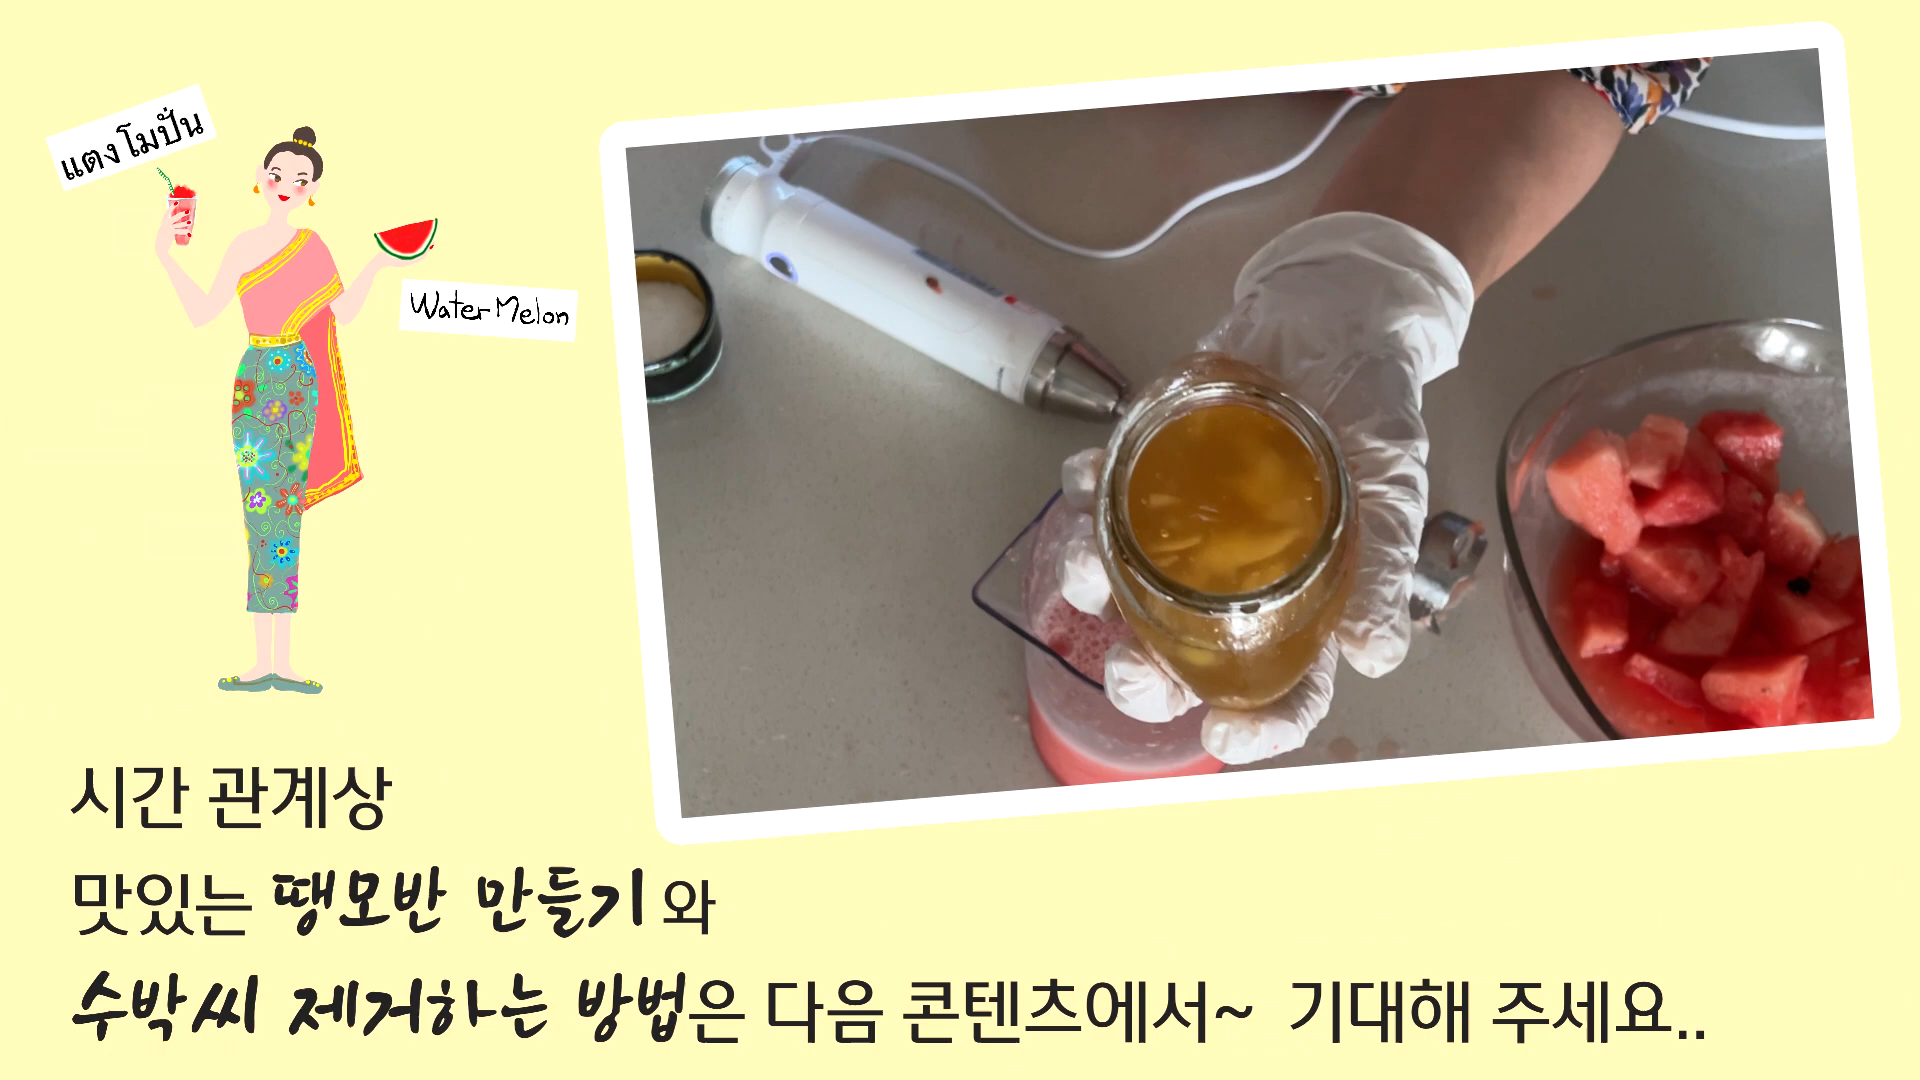 แตงโมปั่น
Water Melon
시간 관계상
맛있는 땡모반 만들기 와
수박씨 제거하는 방법은 다음 콘텐츠에서~ 기대해 주세요..